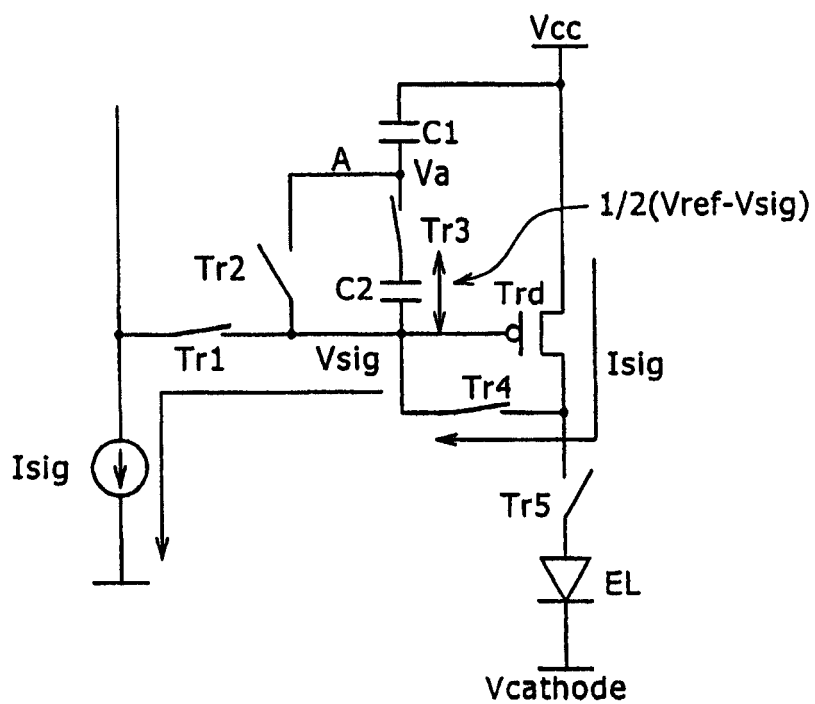 Vcc
C1
A
Va
1/2(Vref-Vsig)
Tr3
Tr2
C2
Trd
Tr1
Vsig
Isig
Tr4
Isig
Tr5
EL
Vcathode